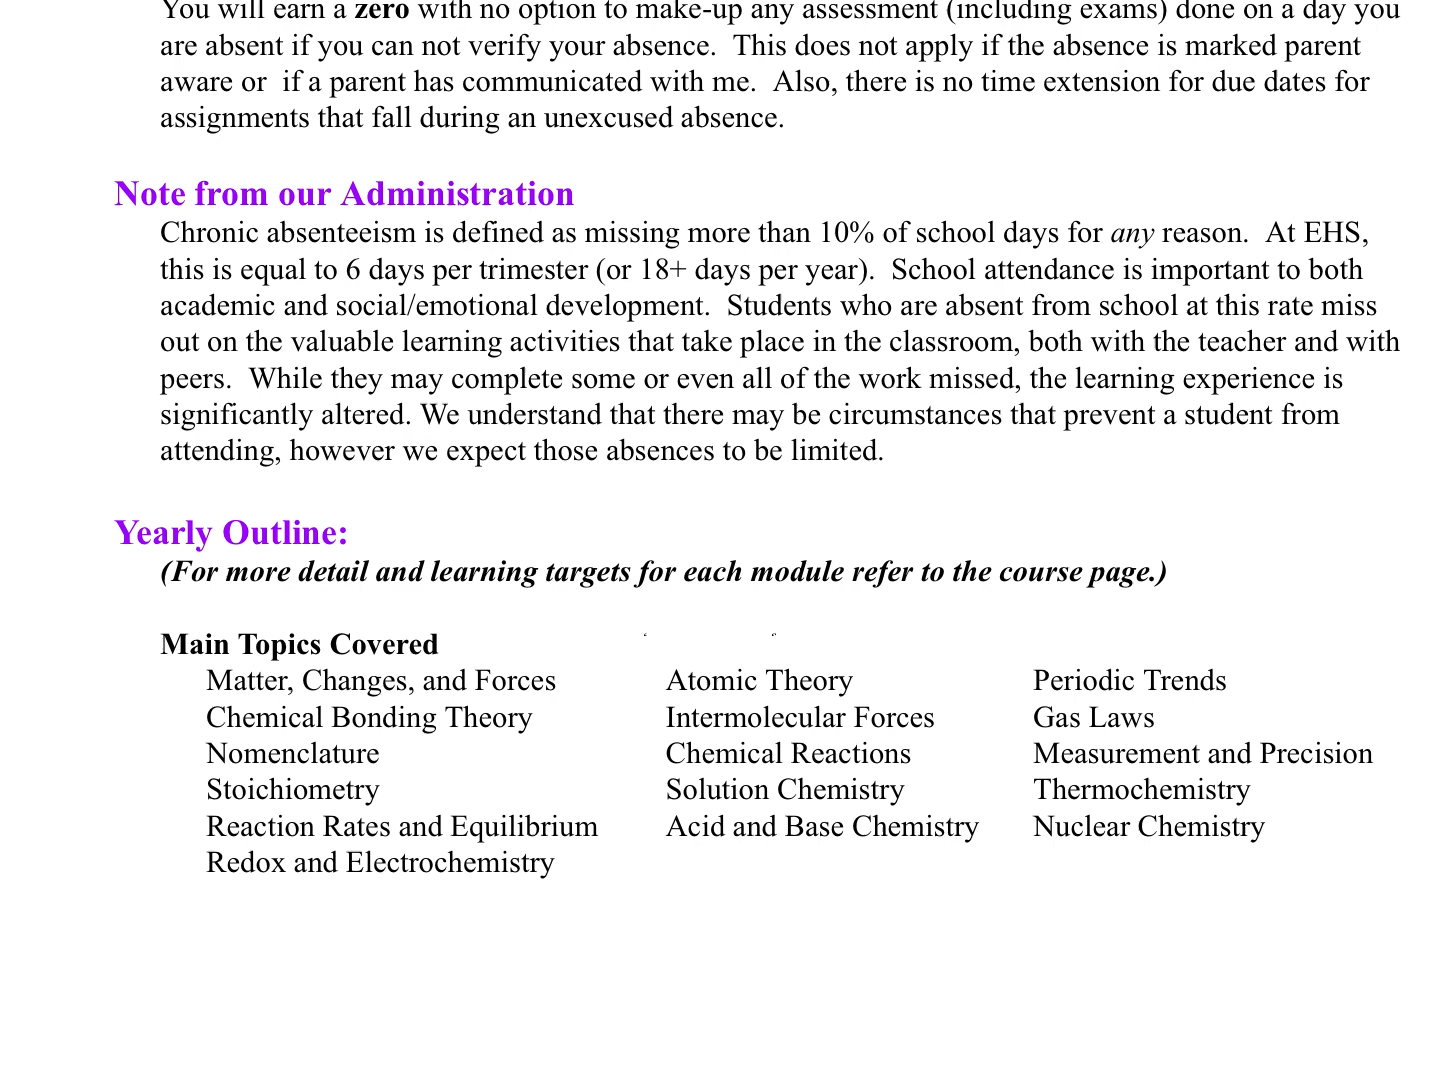 You will earn a zero with no option to make-up any assessment (including exams) done on a day you
are absent if you can not verify your absence.  This does not apply if the absence is marked parent
aware or  if a parent has communicated with me.  Also, there is no time extension for due dates for
assignments that fall during an unexcused absence.
Note from our Administration
Chronic absenteeism is defined as missing more than 10% of school days for any reason.  At EHS,
this is equal to 6 days per trimester (or 18+ days per year).  School attendance is important to both
academic and social/emotional development.  Students who are absent from school at this rate miss
out on the valuable learning activities that take place in the classroom, both with the teacher and with
peers.  While they may complete some or even all of the work missed, the learning experience is
significantly altered. We understand that there may be circumstances that prevent a student from
attending, however we expect those absences to be limited.
Yearly Outline:
(For more detail and learning targets for each module refer to the course page.)
Main Topics Covered
Matter, Changes, and Forces Atomic Theory Periodic Trends
Chemical Bonding Theory Intermolecular Forces Gas Laws
Nomenclature Chemical Reactions Measurement and Precision
Stoichiometry Solution Chemistry Thermochemistry
Reaction Rates and Equilibrium Acid and Base Chemistry Nuclear Chemistry
Redox and Electrochemistry